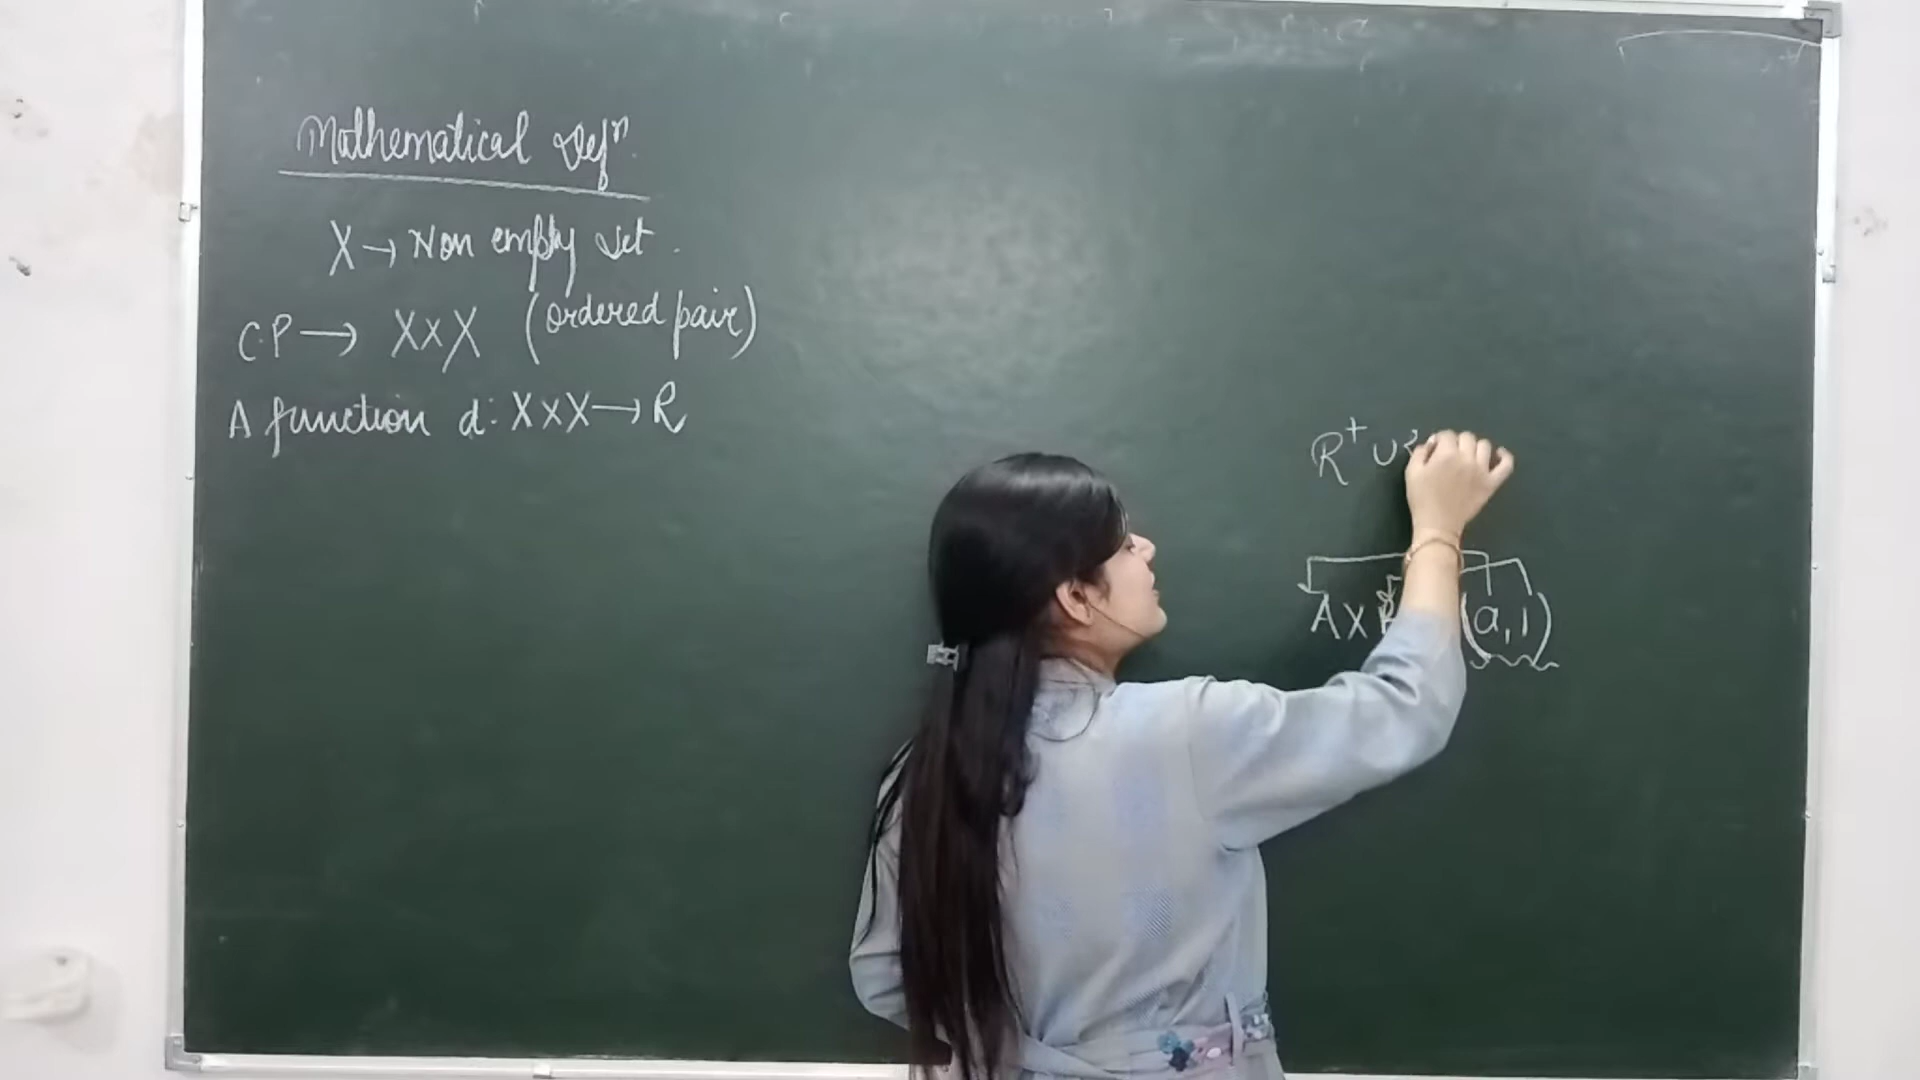 Mathematical Defn.
X → Non empty set.
C.P → X×X (ordered pair)
A function d: X×X → R
R⁺ ∪ {
A × (a, 1)